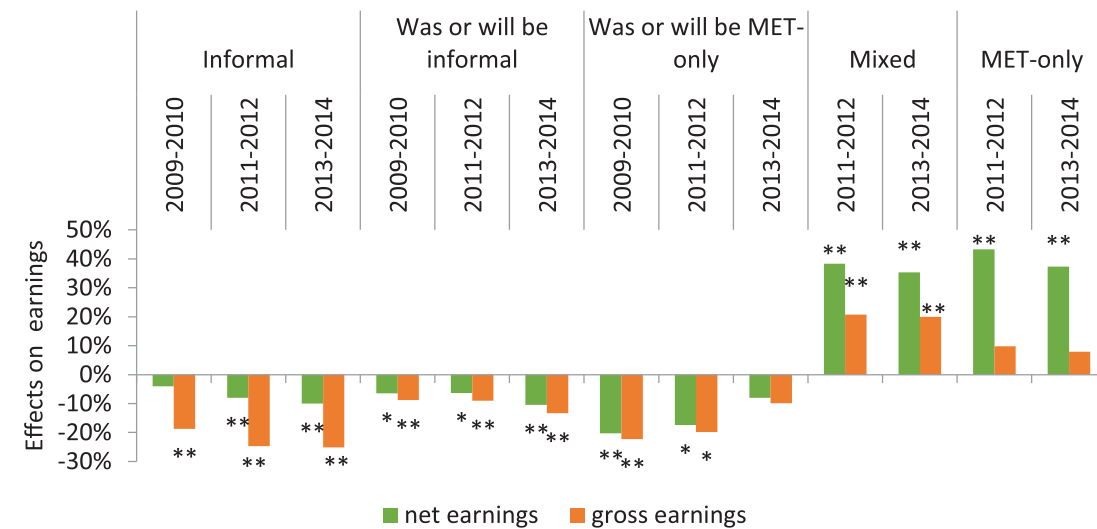 Was or will be
informal
Was or will be MET-
only
Informal
Mixed
MET-only
2009-2010
2011-2012
2013-2014
2009-2010
2011-2012
2013-2014
2009-2010
2011-2012
2013-2014
2011-2012
2013-2014
2011-2012
2013-2014
Effects on earnings
50%
40%
30%
20%
10%
0%
-10%
-20%
-30%
** ** ** **
** **
** ** * ** * ** ** ** ** ** * *
** ** **
net earnings
gross earnings